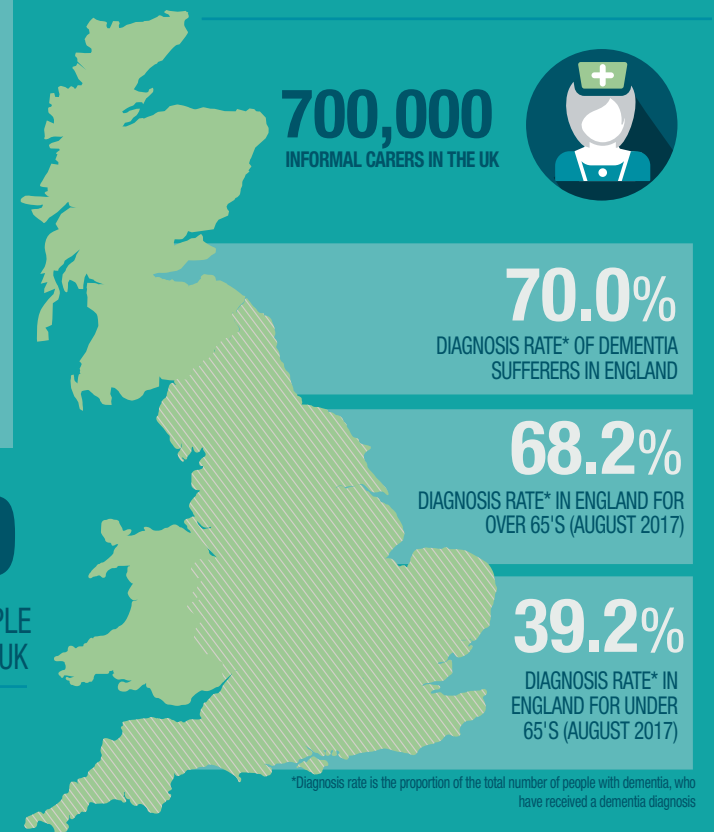 700,000
INFORMAL CARERS IN THE UK
70.0%
DIAGNOSIS RATE* OF DEMENTIA
SUFFERERS IN ENGLAND
68.2%
DIAGNOSIS RATE* IN ENGLAND FOR
OVER 65'S (AUGUST 2017)
39.2%
DIAGNOSIS RATE* IN
ENGLAND FOR UNDER
65'S (AUGUST 2017)
UK
*Diagnosis rate is the proportion of the total number of people with dementia, who
have received a dementia diagnosis